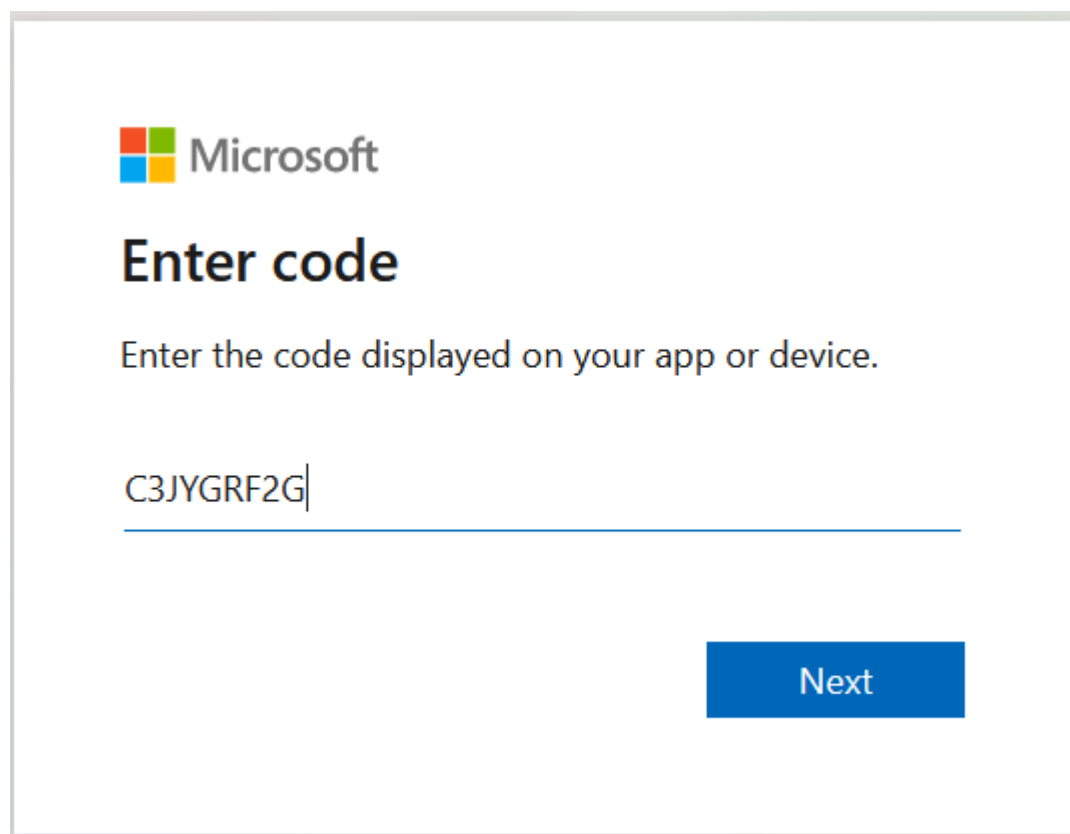 Microsoft
Enter code
Enter the code displayed on your app or device.
C3JYGRF2G
Next